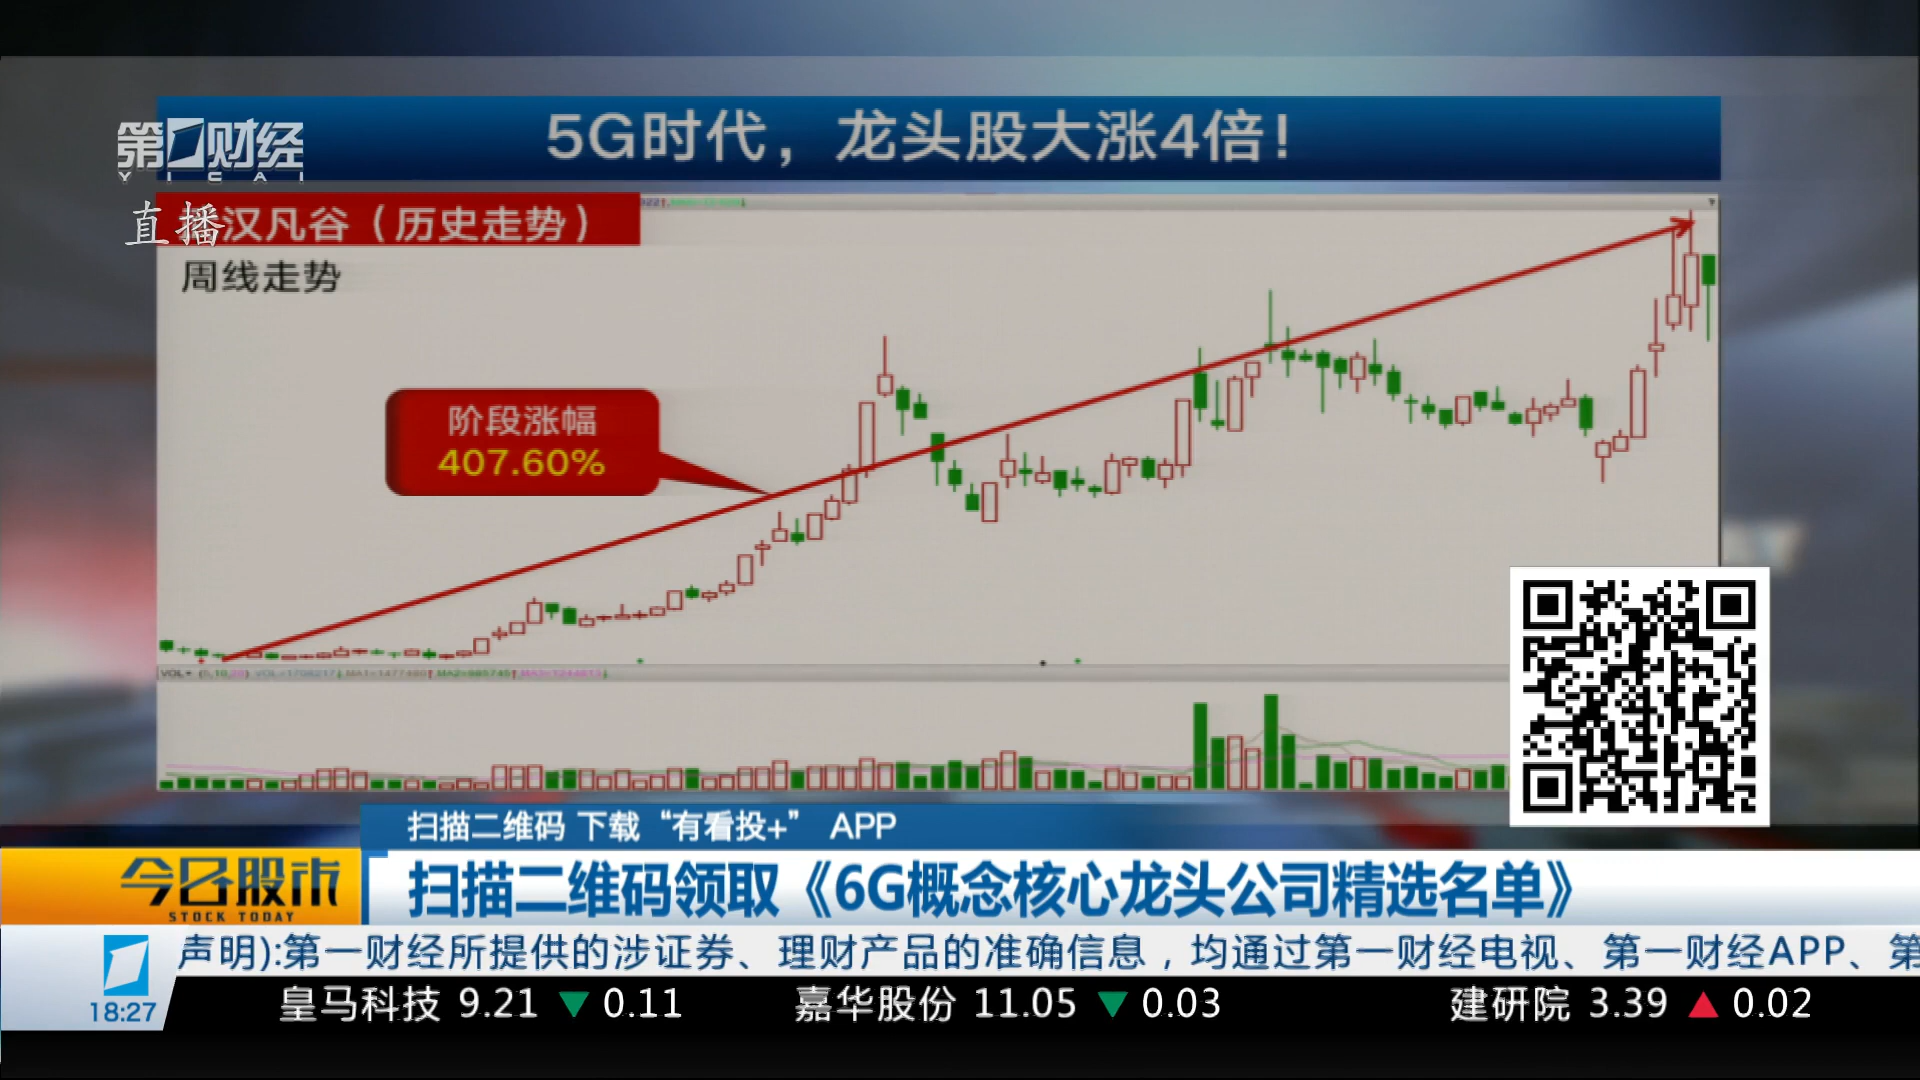 5G时代，龙头股大涨4倍！
第一财经
YICAI
直播
汉凡谷（历史走势）
周线走势
阶段涨幅
407.60%
扫描二维码 下载“有看投+” APP
今日股市
STOCK TODAY
扫描二维码领取《6G概念核心龙头公司精选名单》
声明):第一财经所提供的涉证券、理财产品的准确信息，均通过第一财经电视、第一财经APP、第
18:27
皇马科技 9.21 ▼ 0.11 嘉华股份 11.05 ▼ 0.03 建研院 3.39 ▲ 0.02